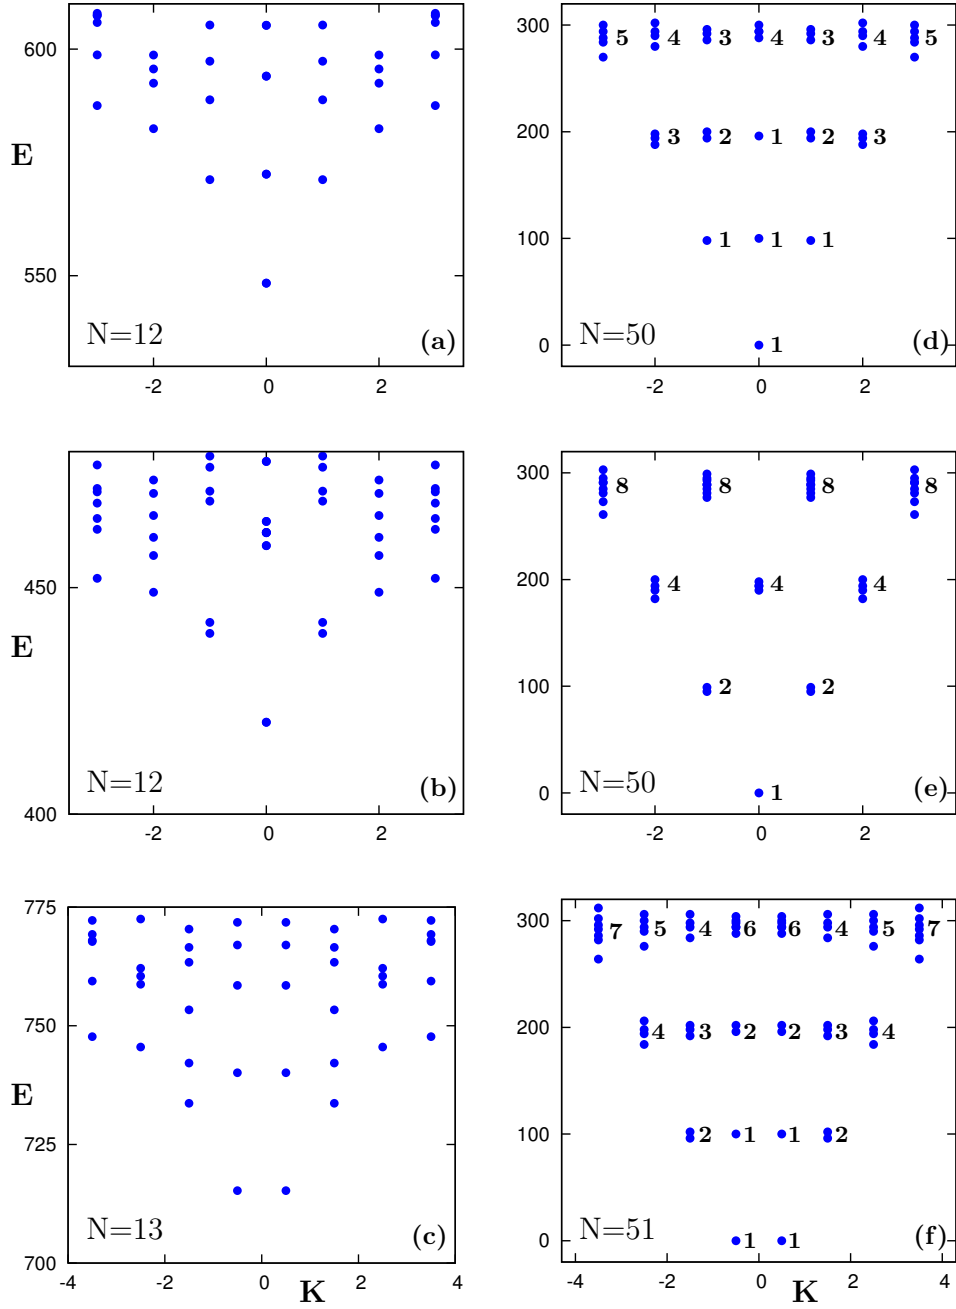 600
E
550
N=12
(a)
-2 0 2
300
5 4 3 4 3 4 5
200
3 2 1 2 3
100
1 1 1
0
1
N=50
(d)
-2 0 2
450
E
400
N=12
(b)
-2 0 2
300
8 8 8 8
200
4 4 4
100
2 2
0
1
N=50
(e)
-2 0 2
775
750
E
725
700
N=13
(c)
-4 -2 0 2 4
K
300
7 5 4 6 6 4 5 7
200
4 3 2 2 3 4
100
2 1 1 2
0
1 1
N=51
(f)
-4 -2 0 2 4
K